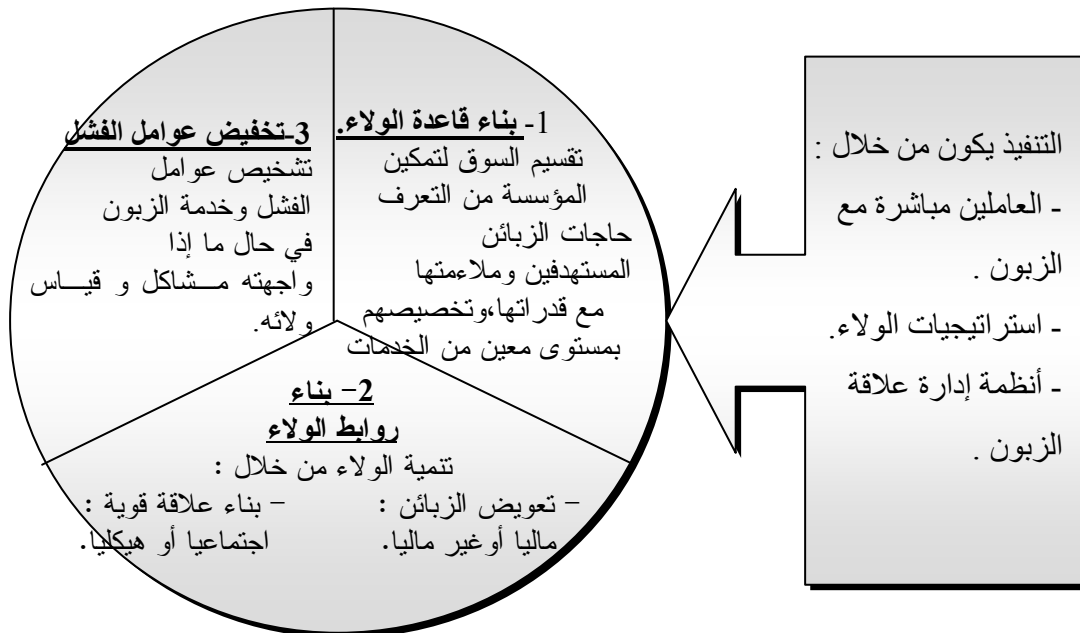 1- بناء قاعدة الولاء.
تقسيم السوق لتمكين
المؤسسة من التعرف
حاجات الزبائن
المستهدفين وملاءمتها
مع قدراتها،وتخصيصهم
بمستوى معين من الخدمات
2- بناء
روابط الولاء
تنمية الولاء من خلال :
- تعويض الزبائن :
ماليا أوغير ماليا.
- بناء علاقة قوية :
اجتماعيا أو هيكليا.
3-تخفيض عوامل الفشل
تشخيص عوامل
الفشل وخدمة الزبون
في حال ما إذا
واجهته مــشاكل و قيــاس
ولائه.
التنفيذ يكون من خلال :
- العاملين مباشرة مع
الزبون .
- استراتيجيات الولاء.
- أنظمة إدارة علاقة
الزبون .